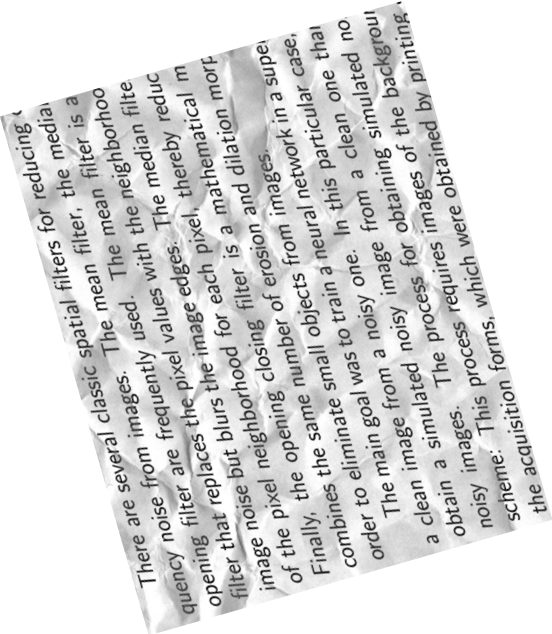 There are several classic spatial filters for reducing
quency noise from images. The mean filter, the median
opening filter are frequently used. The mean filter is a
filter that replaces the pixel values with the neighborhoo
image noise but blurs the image edges. The median filte
of the pixel neighborhood for each pixel, thereby reduc
Finally, the opening closing filter is a mathematical m
combines the same number of erosion and dilation morp
order to eliminate small objects from images.
The main goal was to train a neural network in a supe
a clean image from a noisy one. In this particular case,
obtain a simulated noisy image from a clean one than
noisy images. The process for obtaining simulated no
scheme: This process requires images of the backgroun
the acquisition forms, which were obtained by printing